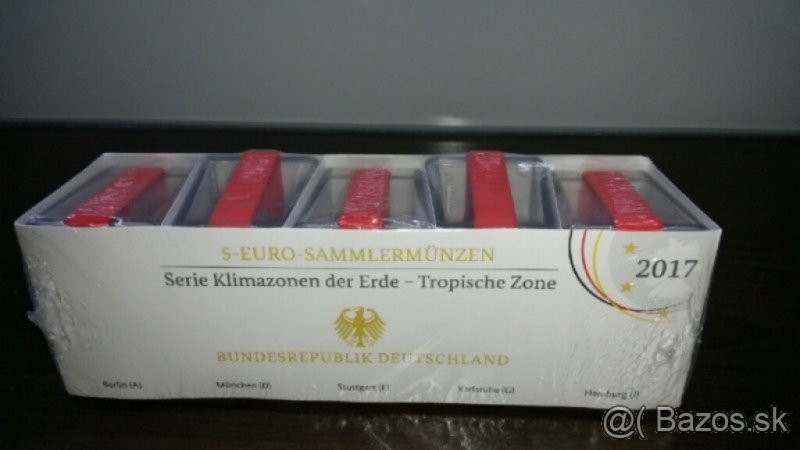 5-EURO-SAMMLERMÜNZEN
Serie Klimazonen der Erde – Tropische Zone
2017
BUNDESREPUBLIK DEUTSCHLAND
Berlin (A) München (D) Stuttgart (F) Karlsruhe (G) Hamburg (J)
@( Bazos.sk